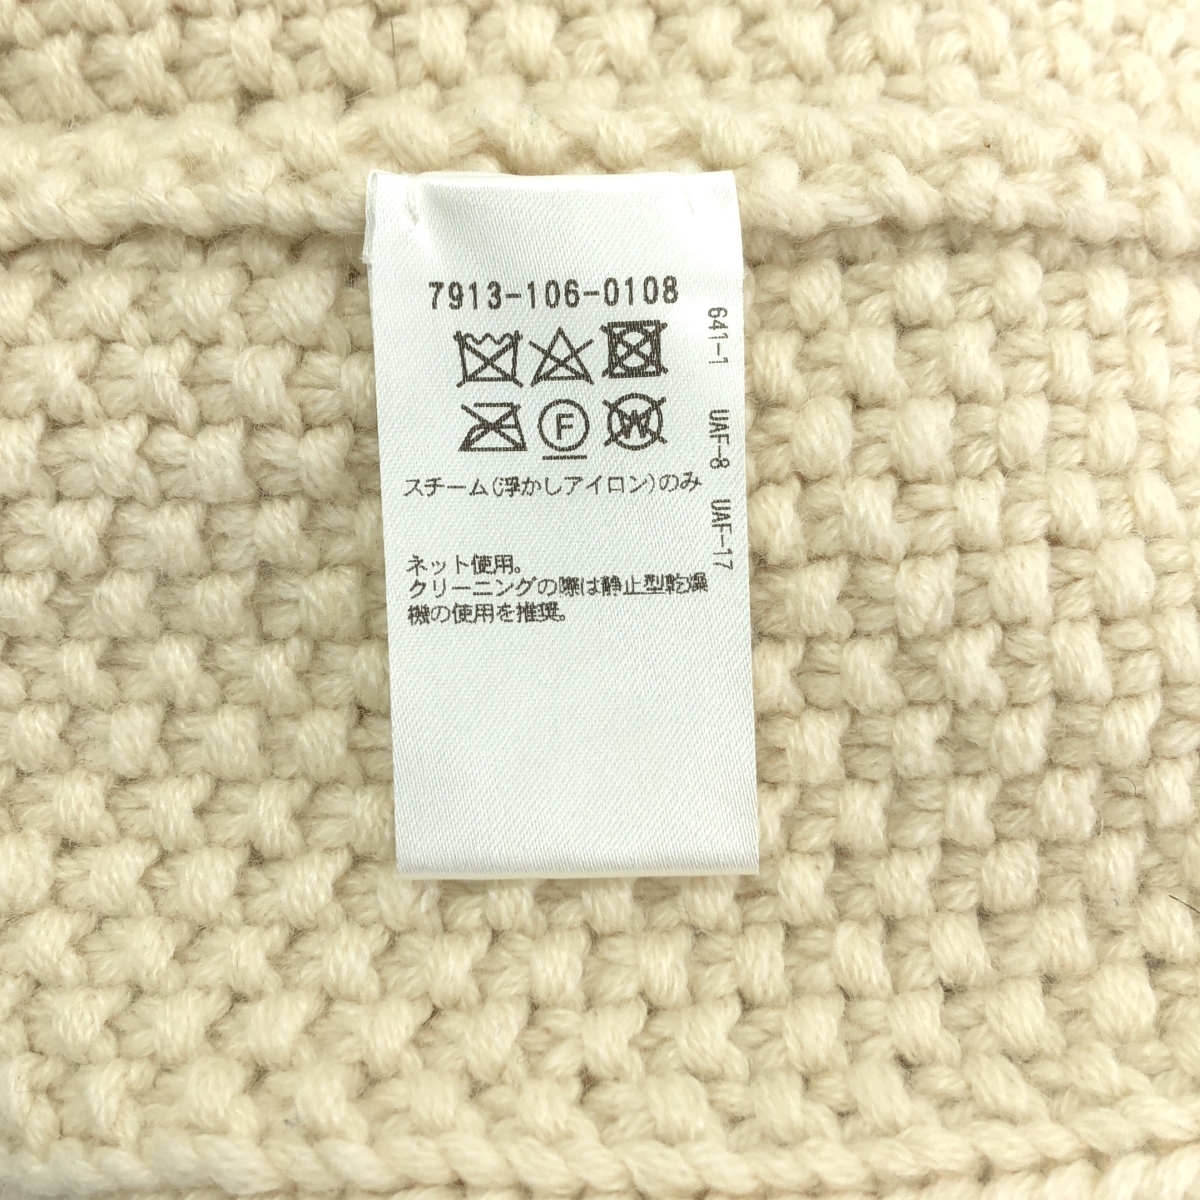 7913-106-0108
F
W
スチーム(浮かしアイロン)のみ
ネット使用。
クリーニングの際は静止型乾燥
機の使用を推奨。
641-1 UAF-8 UAF-17